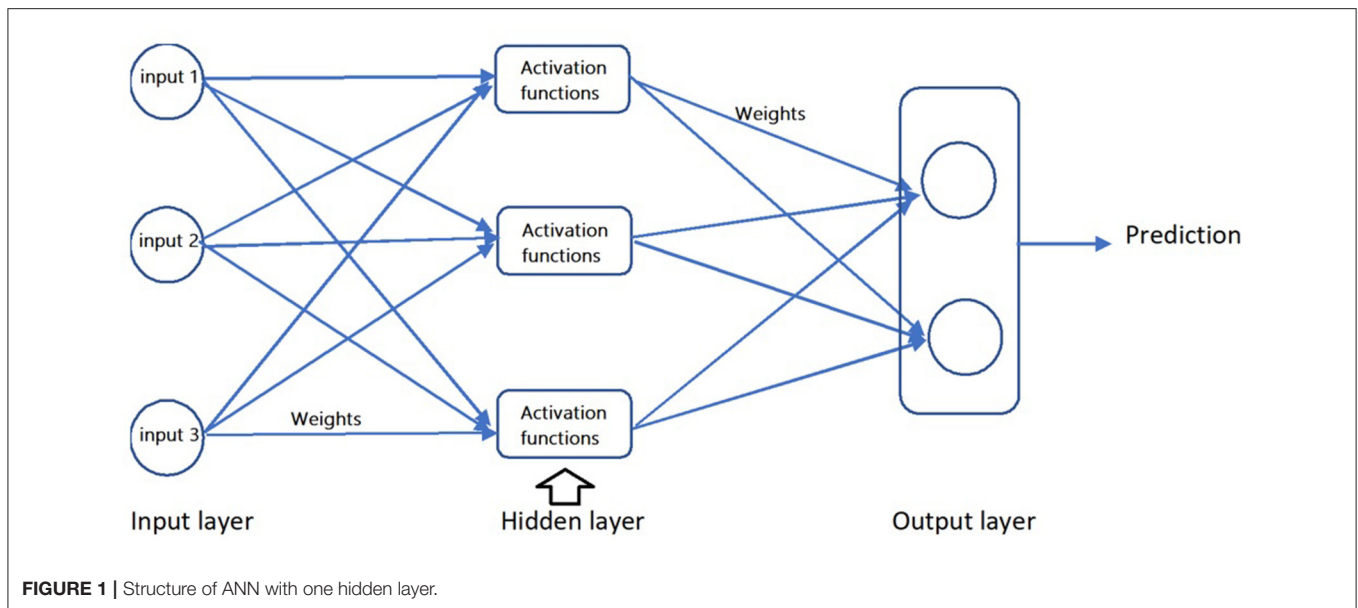 input 1
Activation
functions
Weights
input 2
Activation
functions
Prediction
input 3
Weights
Activation
functions
Input layer
Hidden layer
Output layer
FIGURE 1 | Structure of ANN with one hidden layer.